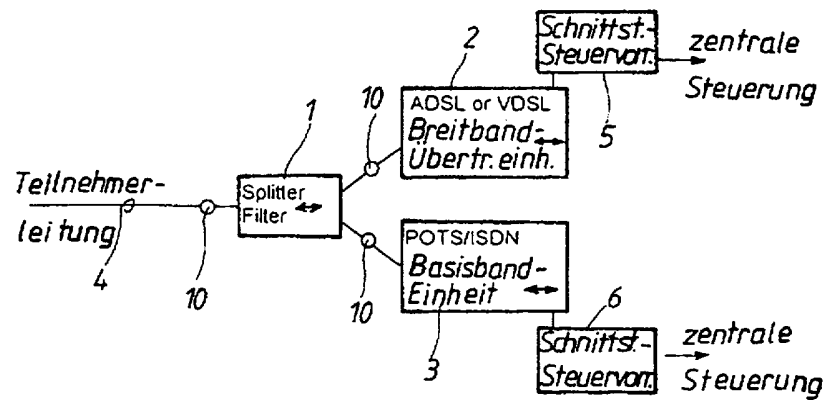 Teilnehmer-
leitung
4
10
1
Splitter
Filter
10
10
2
ADSL or VDSL
Breitband-
Übertr.einh.
Schnittst.-
Steuervorr.
5
zentrale
Steuerung
POTS/ISDN
Basisband-
Einheit
3
6
Schnittst.-
Steuervorr.
zentrale
Steuerung